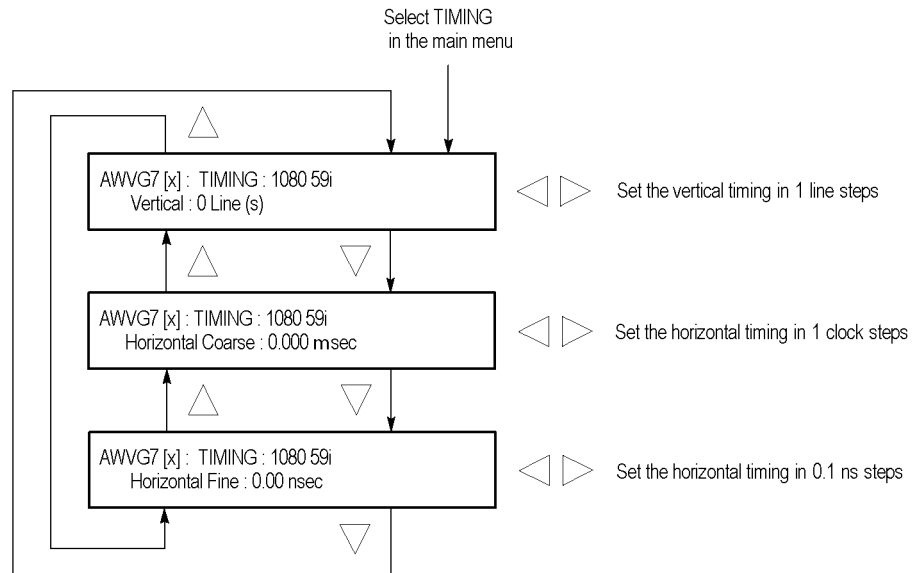 Select TIMING
in the main menu
AWVG7 [x] : TIMING : 1080 59i
Vertical : 0 Line (s)
Set the vertical timing in 1 line steps
AWVG7 [x] : TIMING : 1080 59i
Horizontal Coarse : 0.000 msec
Set the horizontal timing in 1 clock steps
AWVG7 [x] : TIMING : 1080 59i
Horizontal Fine : 0.00 nsec
Set the horizontal timing in 0.1 ns steps